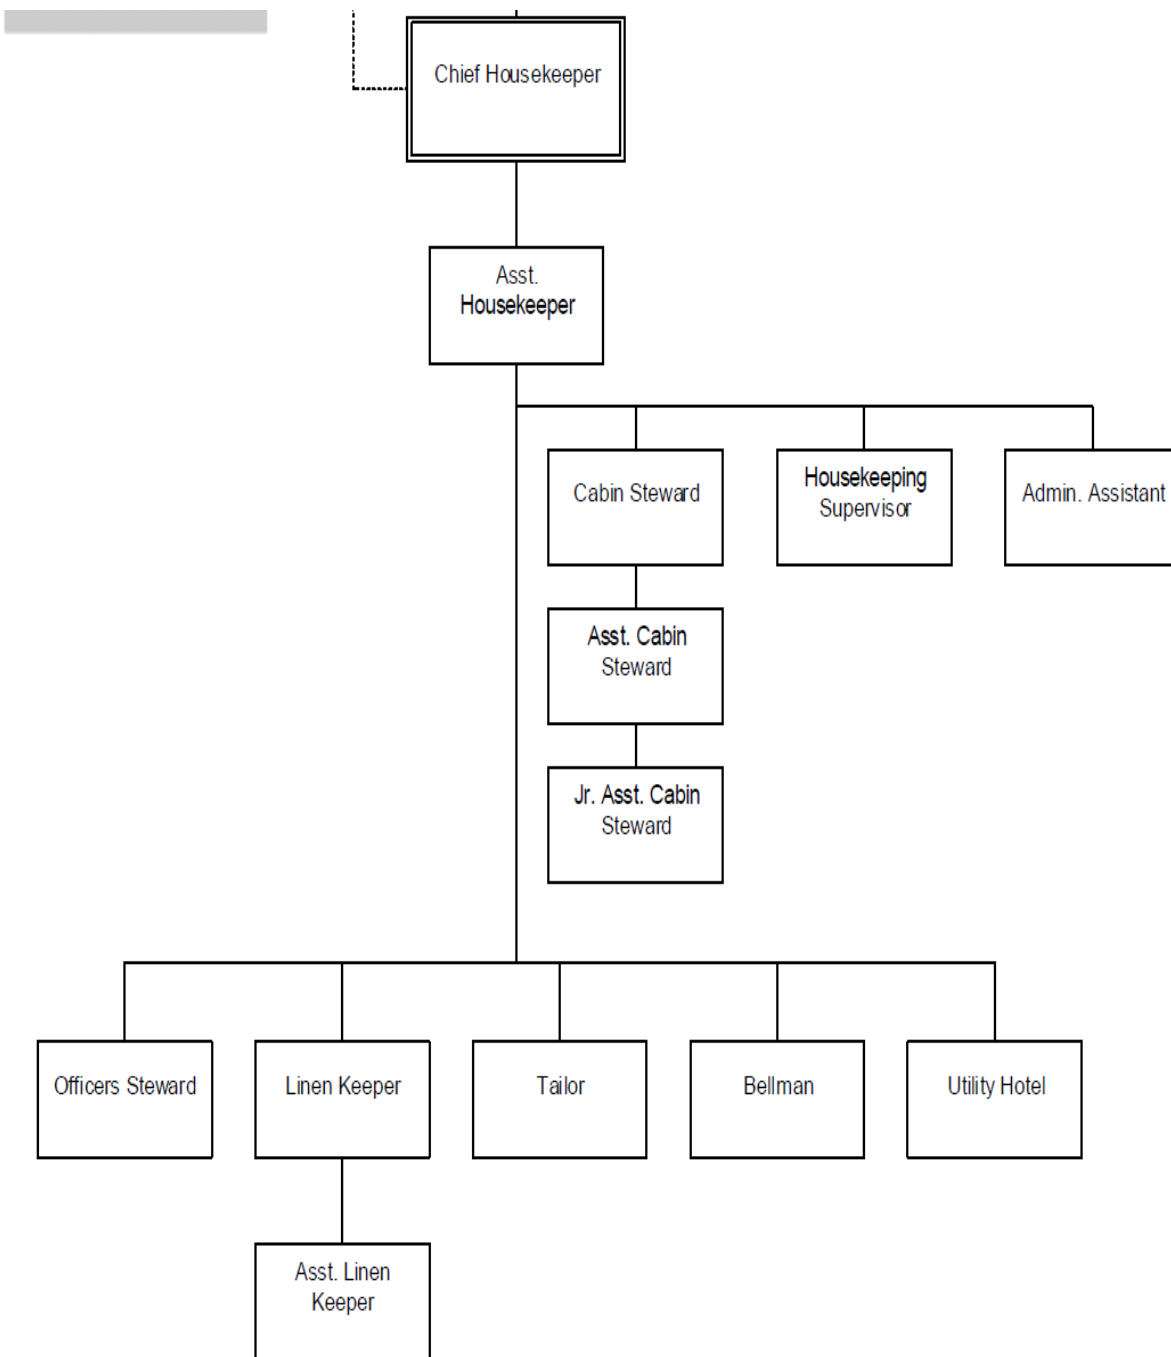 Chief Housekeeper
Asst.
Housekeeper
Cabin Steward
Housekeeping
Supervisor
Admin. Assistant
Asst. Cabin
Steward
Jr. Asst. Cabin
Steward
Officers Steward
Linen Keeper
Tailor
Bellman
Utility Hotel
Asst. Linen
Keeper